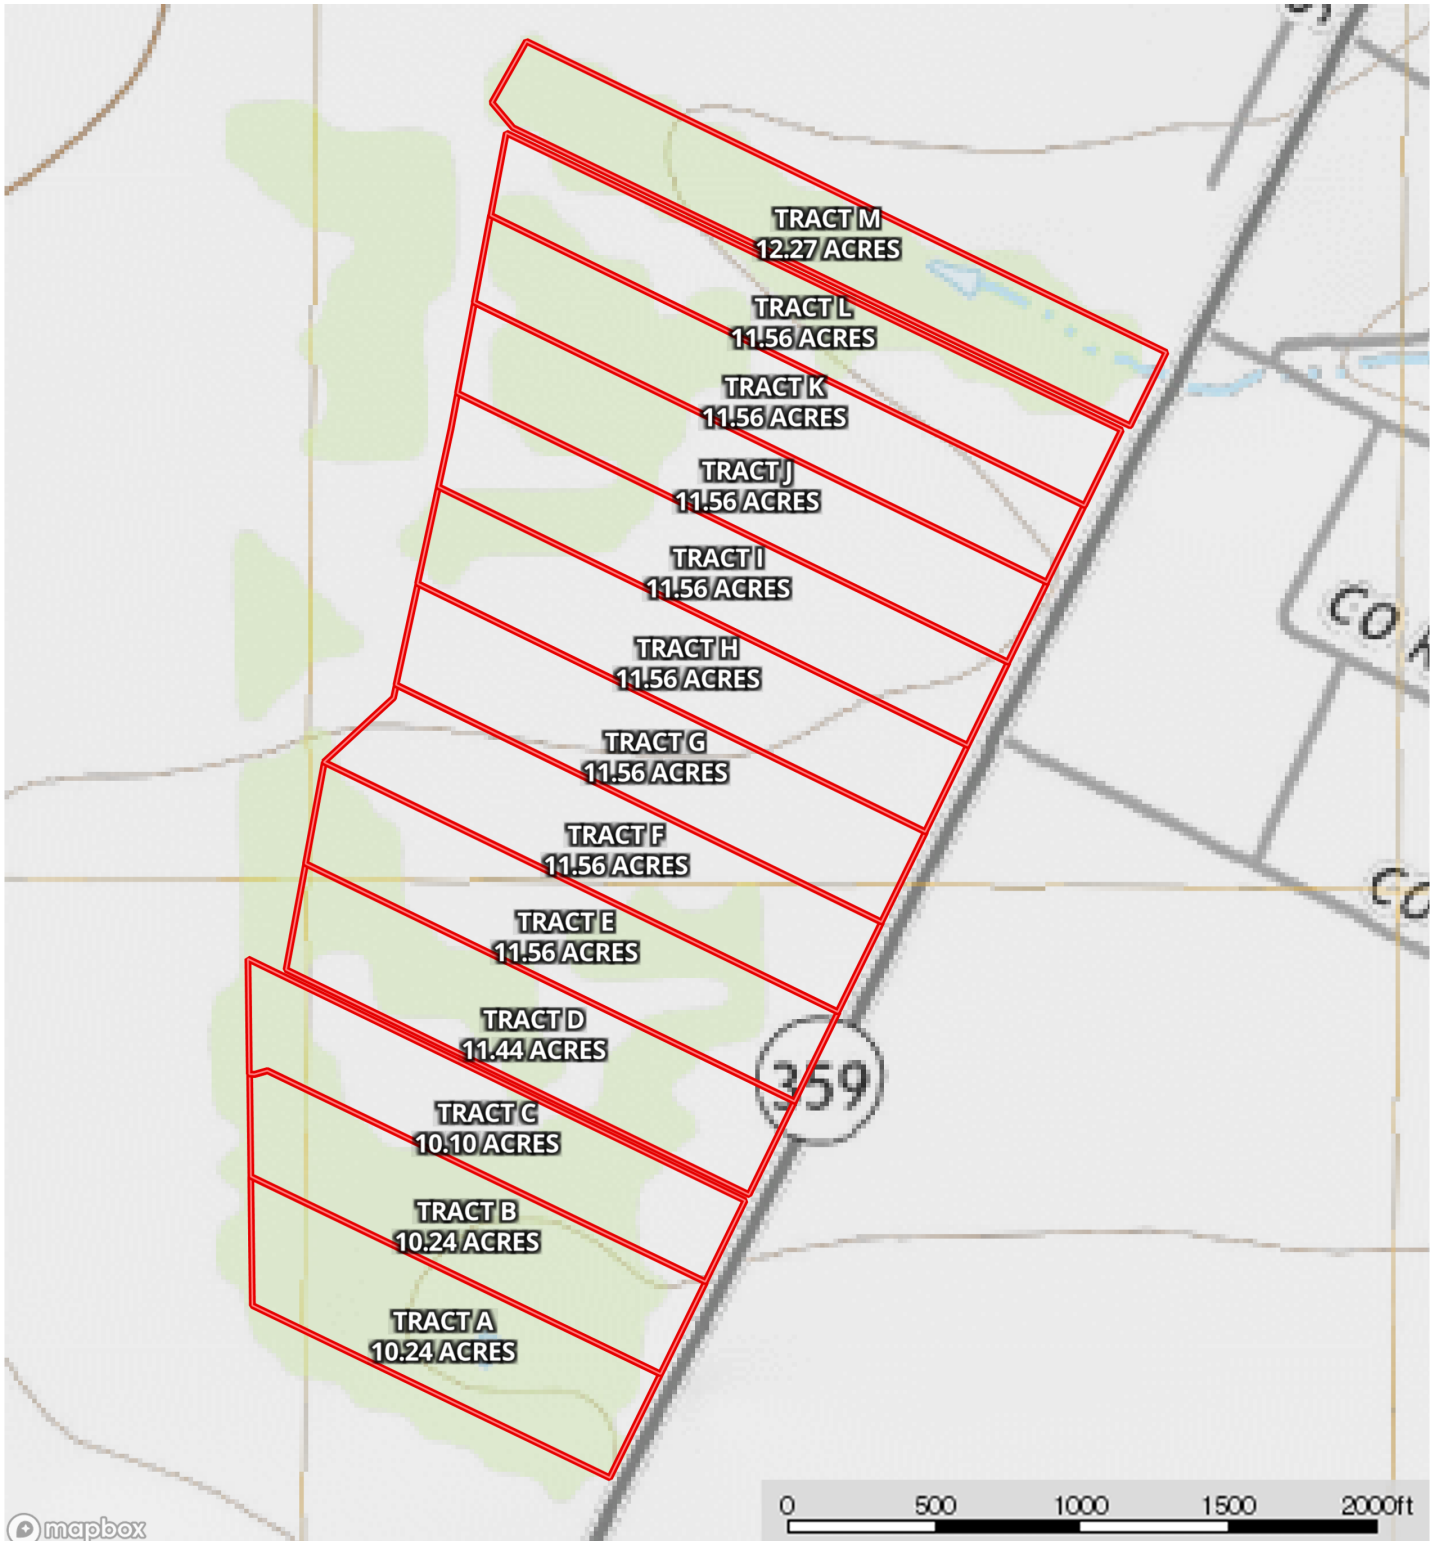 TRACT M
12.27 ACRES
TRACT L
11.56 ACRES
TRACT K
11.56 ACRES
TRACT J
11.56 ACRES
TRACT I
11.56 ACRES
CO
TRACT H
11.56 ACRES
TRACT G
11.56 ACRES
TRACT F
11.56 ACRES
CO
TRACT E
11.56 ACRES
TRACT D
11.44 ACRES
359
TRACT C
10.10 ACRES
TRACT B
10.24 ACRES
TRACT A
10.24 ACRES
0 500 1000 1500 2000ft
mapbox